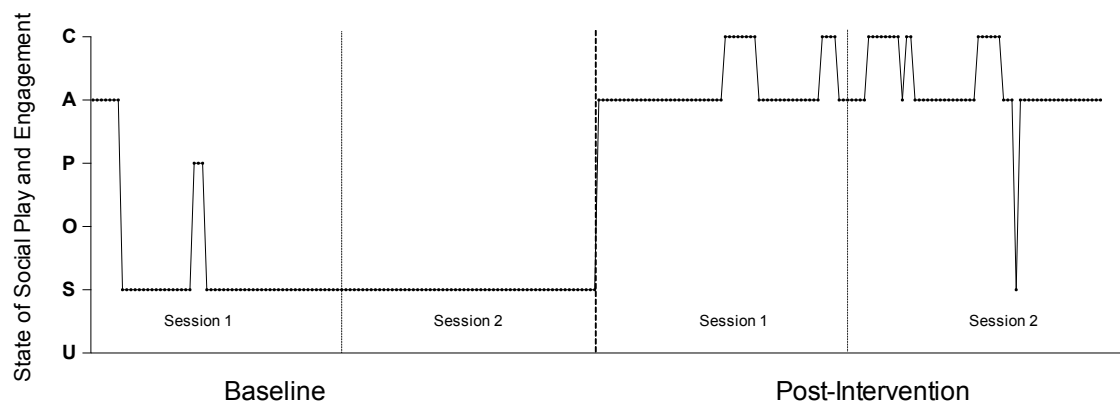 State of Social Play and Engagement
C
A
P
O
S
U
Session 1
Session 2
Session 1
Session 2
Baseline
Post-Intervention